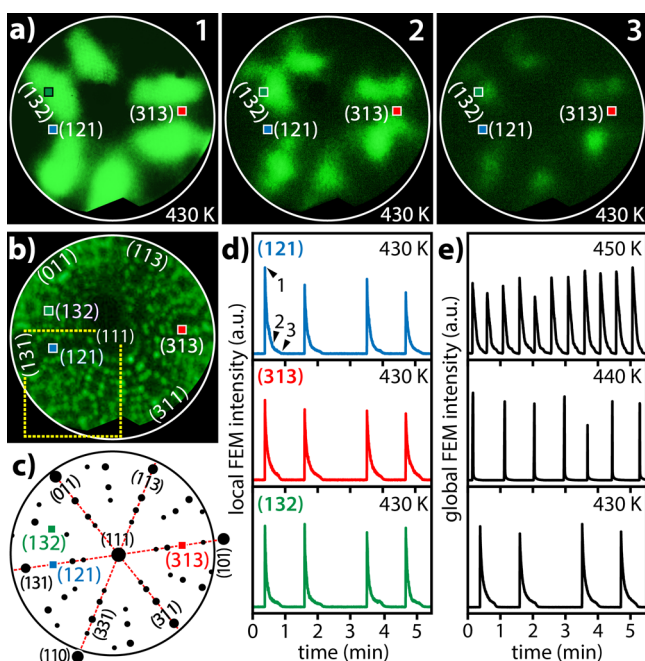 a) 1 2 3
(132) (121) (313) 430 K
(132) (121) (313) 430 K
(132) (121) (313) 430 K
b)
(011) (113)
(132)
(111)
(313)
(131) (121)
(311)
c)
(011) (113)
(132)
(111)
(313)
(101)
(131) (121)
(331) (311)
(110)
d)
local FEM intensity (a.u.)
(121) 430 K
1
2 3
(313) 430 K
(132) 430 K
0 1 2 3 4 5
time (min)
e)
global FEM intensity (a.u.)
450 K
440 K
430 K
0 1 2 3 4 5
time (min)